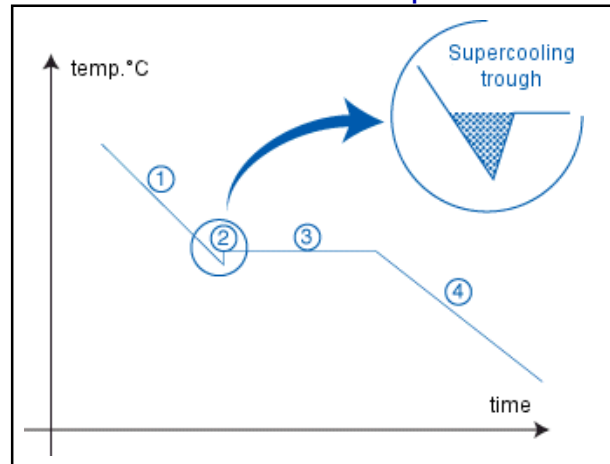 Supercooling
trough
temp.°C
①
②
③
④
time